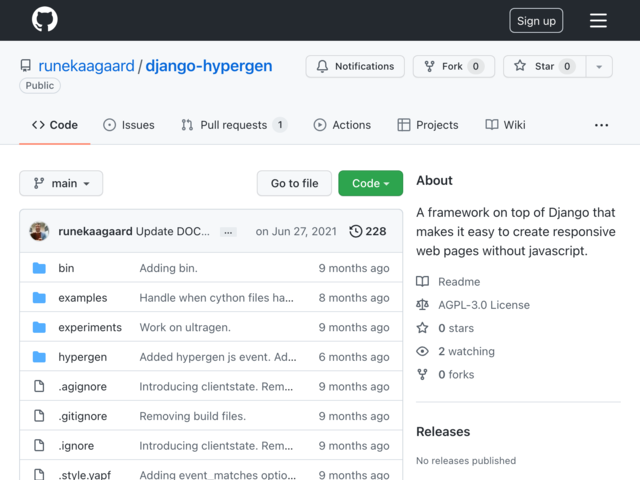 Sign up
runekaagaard / django-hypergen
Public
Notifications
Fork 0
Star 0
Code
Issues
Pull requests 1
Actions
Projects
Wiki
...
main
Go to file
Code
runekaagaard Update DOC... ... on Jun 27, 2021 228
bin Adding bin. 9 months ago
examples Handle when cython files ha... 8 months ago
experiments Work on ultragen. 9 months ago
hypergen Added hypergen js event. Ad... 6 months ago
.agignore Introducing clientstate. Rem... 9 months ago
.gitignore Removing build files. 9 months ago
.ignore Introducing clientstate. Rem... 9 months ago
.style.yapf Adding event_matches optio... 9 months ago
About
A framework on top of Django that
makes it easy to create responsive
web pages without javascript.
Readme
AGPL-3.0 License
0 stars
2 watching
0 forks
Releases
No releases published